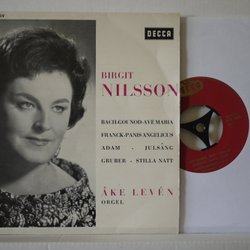 DECCA
BIRGIT
NILSSON
BACH-GOUNOD-AVE MARIA
FRANCK-PANIS ANGELICUS
ADAM - JULSÅNG
GRUBER - STILLA NATT
ÅKE LEVÉN
ORGEL